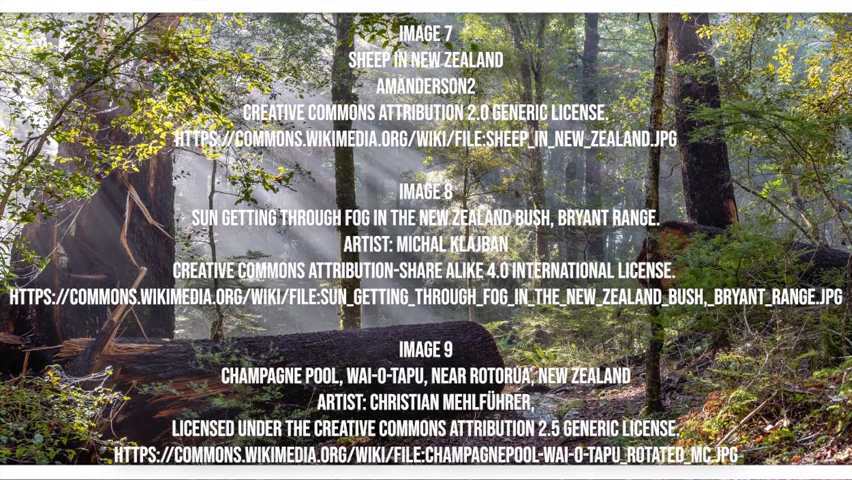 IMAGE 7
SHEEP IN NEW ZEALAND
AMANDERSON2
CREATIVE COMMONS ATTRIBUTION 2.0 GENERIC LICENSE.
HTTPS://COMMONS.WIKIMEDIA.ORG/WIKI/FILE:SHEEP_IN_NEW_ZEALAND.JPG
IMAGE 8
SUN GETTING THROUGH FOG IN THE NEW ZEALAND BUSH, BRYANT RANGE.
ARTIST: MICHAL KLAJBAN
CREATIVE COMMONS ATTRIBUTION-SHARE ALIKE 4.0 INTERNATIONAL LICENSE.
HTTPS://COMMONS.WIKIMEDIA.ORG/WIKI/FILE:SUN_GETTING_THROUGH_FOG_IN_THE_NEW_ZEALAND_BUSH,_BRYANT_RANGE.JPG
IMAGE 9
CHAMPAGNE POOL, WAI-O-TAPU, NEAR ROTORUA, NEW ZEALAND
ARTIST: CHRISTIAN MEHLFÜHRER,
LICENSED UNDER THE CREATIVE COMMONS ATTRIBUTION 2.5 GENERIC LICENSE.
HTTPS://COMMONS.WIKIMEDIA.ORG/WIKI/FILE:CHAMPAGNEPOOL-WAI-O-TAPU_ROTATED_MC.JPG